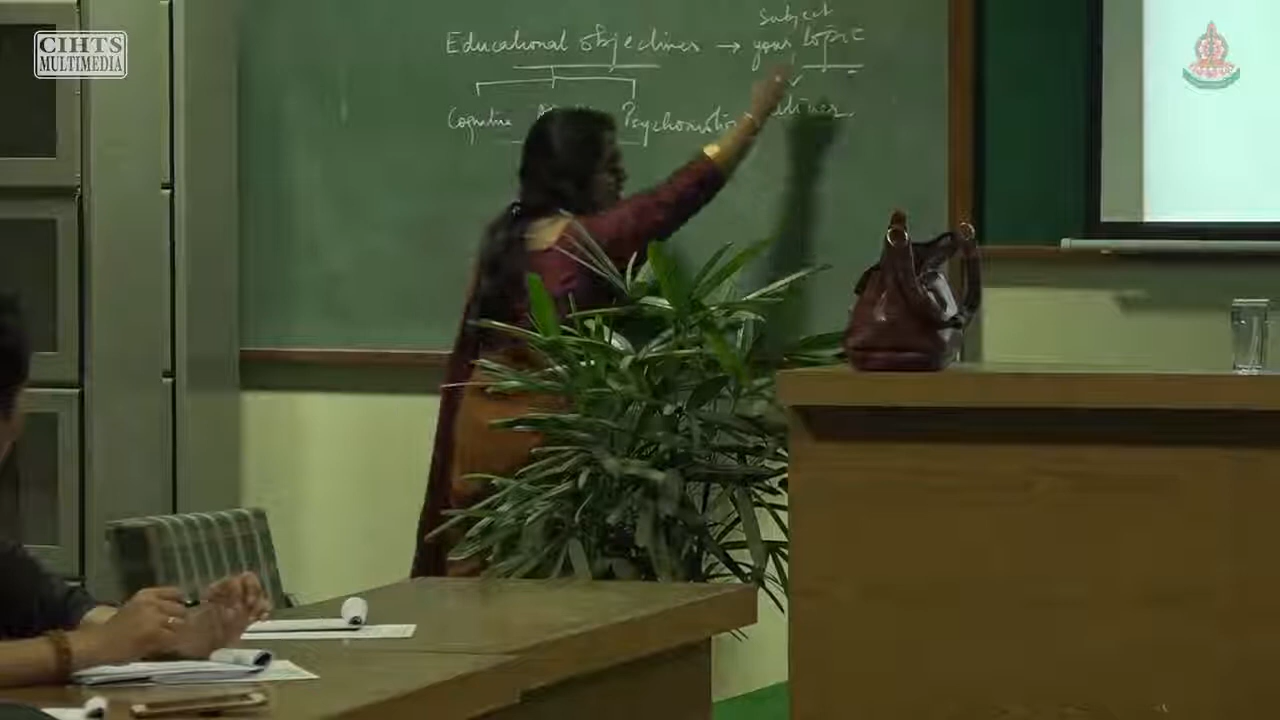 CIHTS
MULTIMEDIA
Subject
Educational objectives → your topic
Cognitive Psychomotor